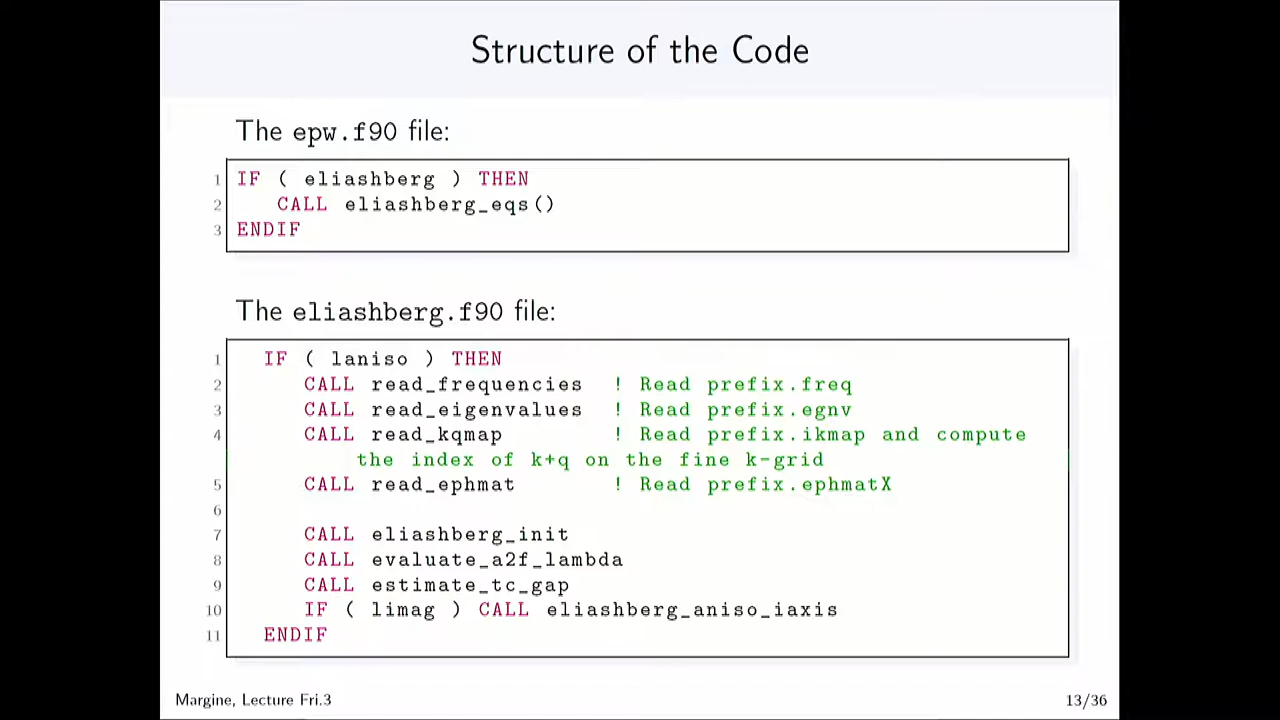 Structure of the Code
The epw.f90 file:
1 IF ( eliashberg ) THEN
2 CALL eliashberg_eqs()
3 ENDIF
The eliashberg.f90 file:
1 IF ( laniso ) THEN
2 CALL read_frequencies ! Read prefix.freq
3 CALL read_eigenvalues ! Read prefix.egnv
4 CALL read_kqmap ! Read prefix.ikmap and compute
the index of k+q on the fine k-grid
5 CALL read_ephmat ! Read prefix.ephmatX
6
7 CALL eliashberg_init
8 CALL evaluate_a2f_lambda
9 CALL estimate_tc_gap
10 IF ( limag ) CALL eliashberg_aniso_iaxis
11 ENDIF
Margine, Lecture Fri.3 13/36